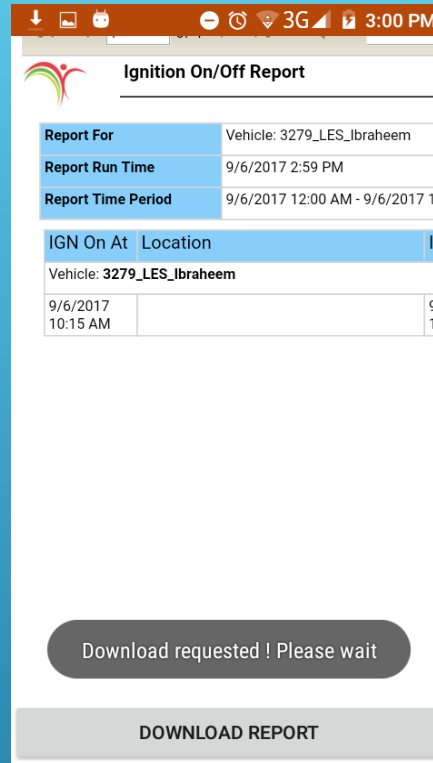 3G 3:00 PM
Ignition On/Off Report
Report For Vehicle: 3279_LES_Ibraheem
Report Run Time 9/6/2017 2:59 PM
Report Time Period 9/6/2017 12:00 AM - 9/6/2017 1
IGN On At Location
Vehicle: 3279_LES_Ibraheem
9/6/2017
10:15 AM
Download requested ! Please wait
DOWNLOAD REPORT